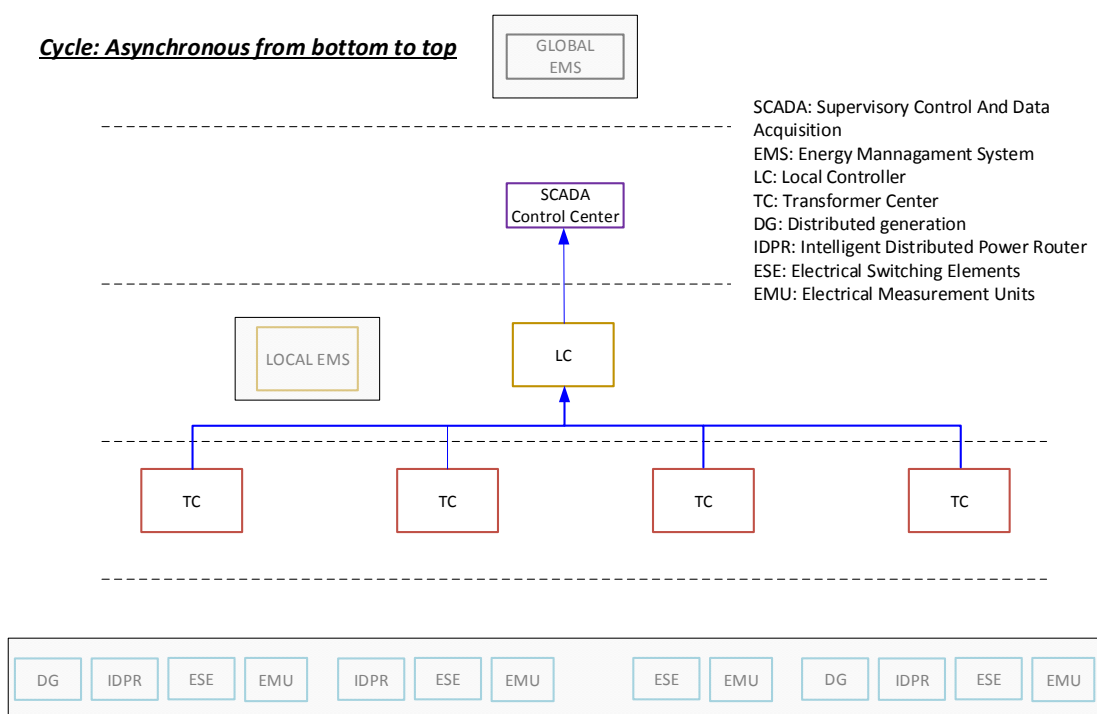 Cycle: Asynchronous from bottom to top
GLOBAL
EMS
SCADA: Supervisory Control And Data
Acquisition
EMS: Energy Mannagament System
LC: Local Controller
TC: Transformer Center
DG: Distributed generation
IDPR: Intelligent Distributed Power Router
ESE: Electrical Switching Elements
EMU: Electrical Measurement Units
SCADA
Control Center
LOCAL EMS
LC
TC
TC
TC
TC
DG
IDPR
ESE
EMU
IDPR
ESE
EMU
ESE
EMU
DG
IDPR
ESE
EMU